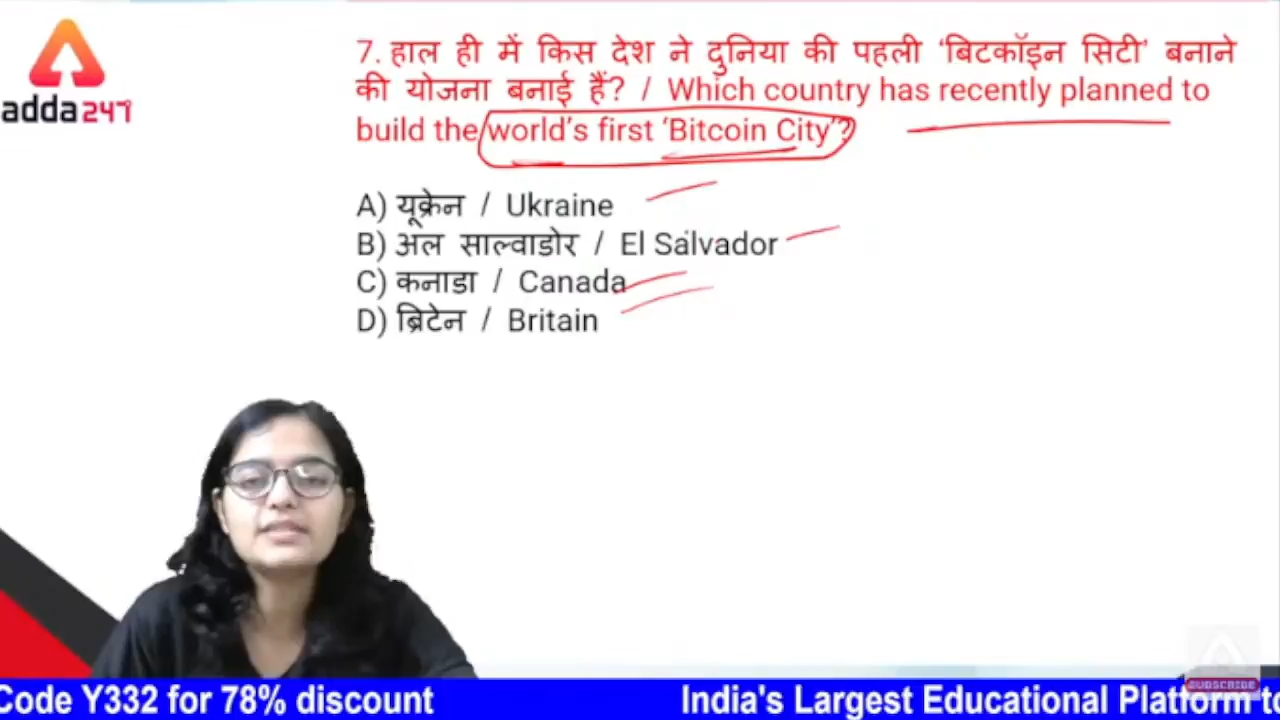 adda247
7. हाल ही में किस देश ने दुनिया की पहली ‘बिटकॉइन सिटी’ बनाने
की योजना बनाई हैं? / Which country has recently planned to
build the world's first ‘Bitcoin City’?
A) यूक्रेन / Ukraine
B) अल साल्वाडोर / El Salvador
C) कनाडा / Canada
D) ब्रिटेन / Britain
SUBSCRIBE
Code Y332 for 78% discount India's Largest Educational Platform to